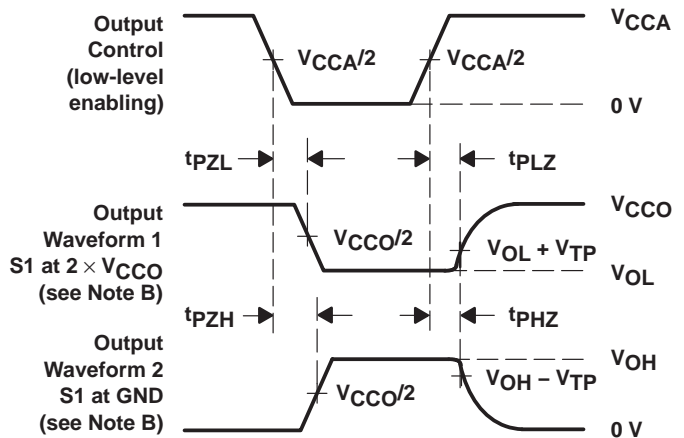 Output
Control
(low-level
enabling)
VCCA
VCCA/2
VCCA/2
0 V
tPZL
tPLZ
Output
Waveform 1
S1 at 2 × VCCO
(see Note B)
VCCO
VCCO/2
VOL + VTP
VOL
tPZH
tPHZ
Output
Waveform 2
S1 at GND
(see Note B)
VOH
VOH − VTP
VCCO/2
0 V